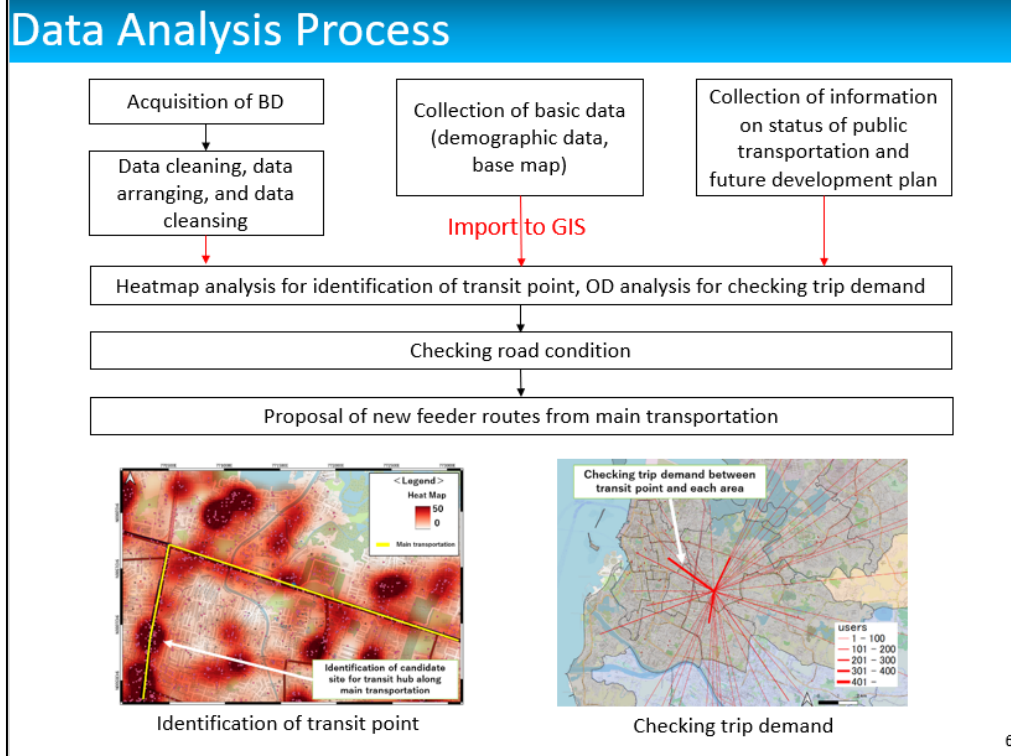 Data Analysis Process
Acquisition of BD
Data cleaning, data
arranging, and data
cleansing
Collection of basic data
(demographic data,
base map)
Collection of information
on status of public
transportation and
future development plan
Import to GIS
Heatmap analysis for identification of transit point, OD analysis for checking trip demand
Checking road condition
Proposal of new feeder routes from main transportation
<Legend>
Heat Map
50
0
Main transportation
Identification of candidate
site for transit hub along
main transportation
Identification of transit point
Checking trip demand between
transit point and each area
users
1 - 100
101 - 200
201 - 300
301 - 400
401 -
Checking trip demand
6